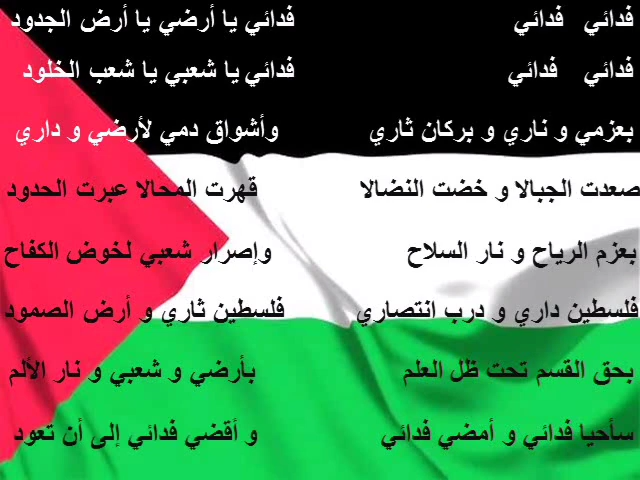 فدائي فدائي فدائي يا أرضي يا أرض الجدود
فدائي فدائي فدائي يا شعبي يا شعب الخلود
بعزمي و ناري و بركان ثاري وأشواق دمي لأرضي و داري
صعدت الجبالا و خضت النضالا قهرت المحالا عبرت الحدود
بعزم الرياح و نار السلاح وإصرار شعبي لخوض الكفاح
فلسطين داري و درب انتصاري فلسطين ثاري و أرض الصمود
بحق القسم تحت ظل العلم بأرضي و شعبي و نار الألم
سأحيا فدائي و أمضي فدائي و أقضي فدائي إلى أن تعود